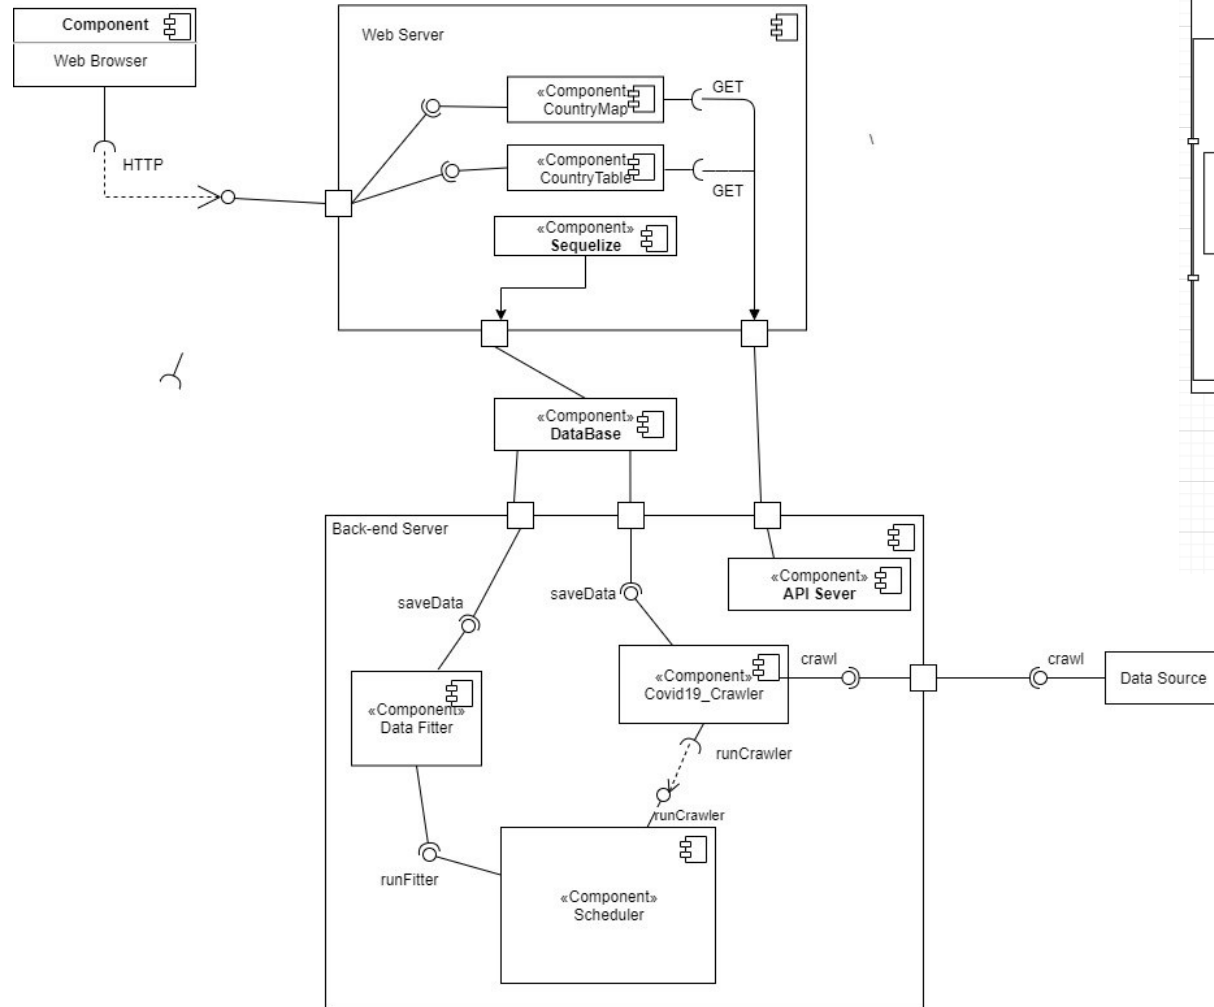 Component
Web Browser
HTTP
Web Server
«Component»
CountryMap
GET
«Component»
CountryTable
GET
«Component»
Sequelize
\
«Component»
DataBase
Back-end Server
«Component»
API Sever
saveData
saveData
«Component»
Covid19_Crawler
crawl
crawl
Data Source
«Component»
Data Fitter
runCrawler
runCrawler
runFitter
«Component»
Scheduler